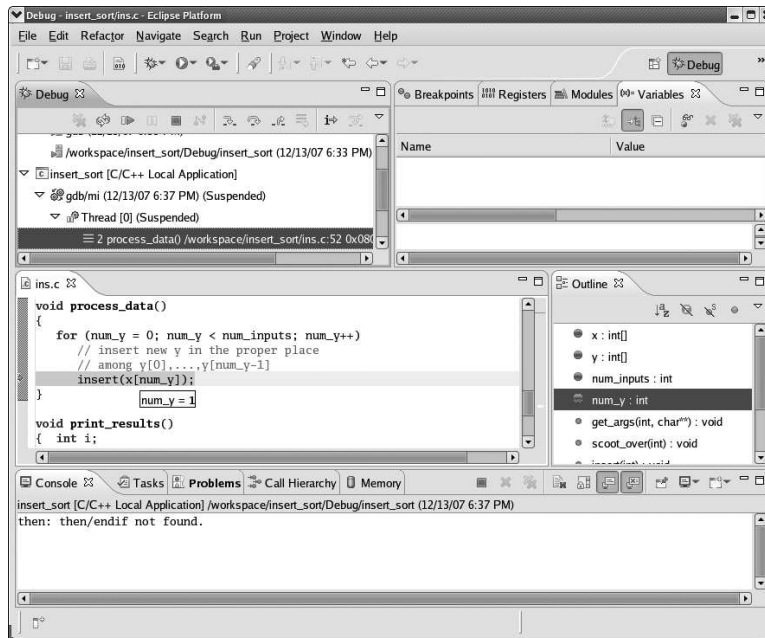 Debug - insert_sort/ins.c - Eclipse Platform
File Edit Refactor Navigate Search Run Project Window Help
Debug
Debug
Breakpoints Registers Modules Variables
/workspace/insert_sort/Debug/insert_sort (12/13/07 6:33 PM)
insert_sort [C/C++ Local Application]
gdb/mi (12/13/07 6:37 PM) (Suspended)
Thread [0] (Suspended)
2 process_data() /workspace/insert_sort/ins.c:52 0x080
Name Value
ins.c
void process_data()
{
for (num_y = 0; num_y < num_inputs; num_y++)
// insert new y in the proper place
// among y[0],...,y[num_y-1]
insert(x[num_y]);
}
num_y = 1
void print_results()
{ int i;
Outline
x : int[]
y : int[]
num_inputs : int
num_y : int
get_args(int, char**) : void
scoot_over(int) : void
Console Tasks Problems Call Hierarchy Memory
insert_sort [C/C++ Local Application] /workspace/insert_sort/Debug/insert_sort (12/13/07 6:37 PM)
then: then/endif not found.